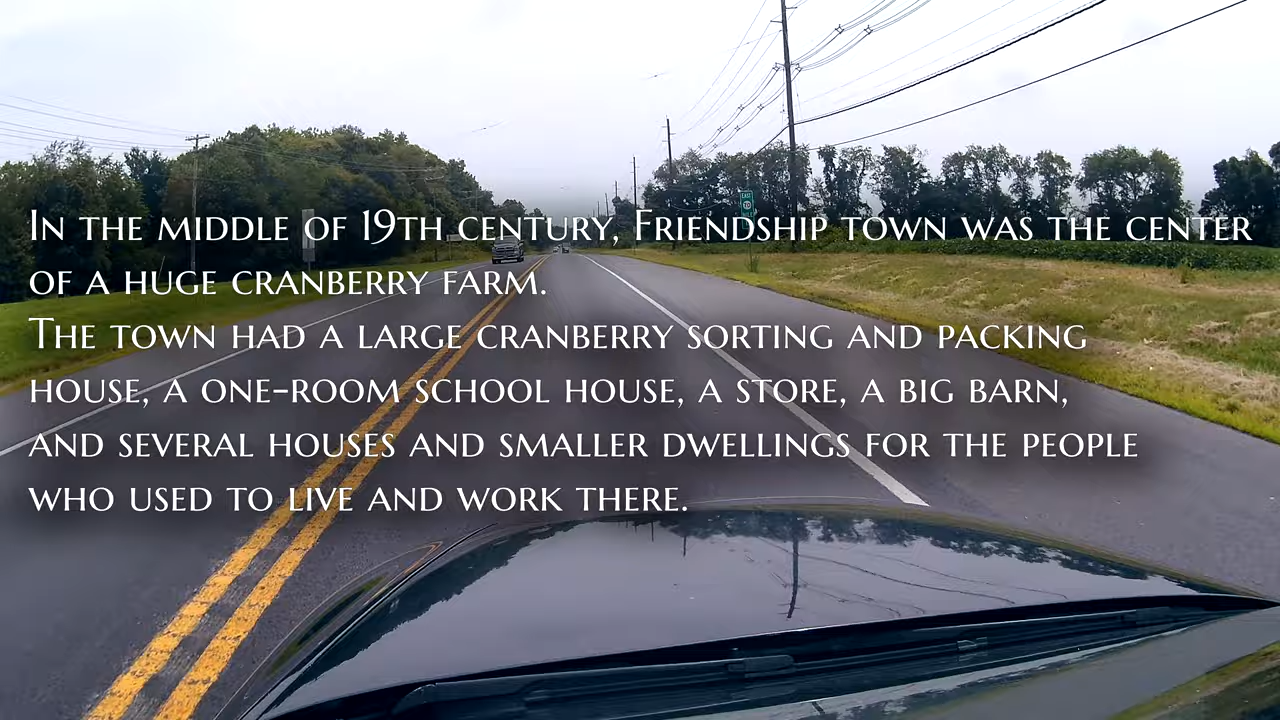 In the middle of 19th century, Friendship town was the center
of a huge cranberry farm.
The town had a large cranberry sorting and packing
house, a one-room school house, a store, a big barn,
and several houses and smaller dwellings for the people
who used to live and work there.
EAST